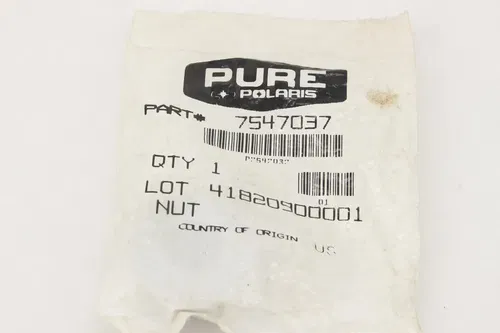 PURE
POLARIS
PART# 7547037
P7547037
QTY 1
01
LOT 41820900001
NUT
COUNTRY OF ORIGIN US